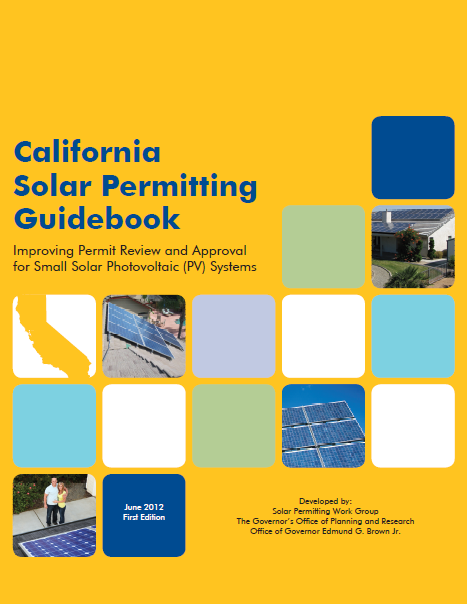 California
Solar Permitting
Guidebook
Improving Permit Review and Approval
for Small Solar Photovoltaic (PV) Systems
June 2012
First Edition
Developed by:
Solar Permitting Work Group
The Governor's Office of Planning and Research
Office of Governor Edmund G. Brown Jr.